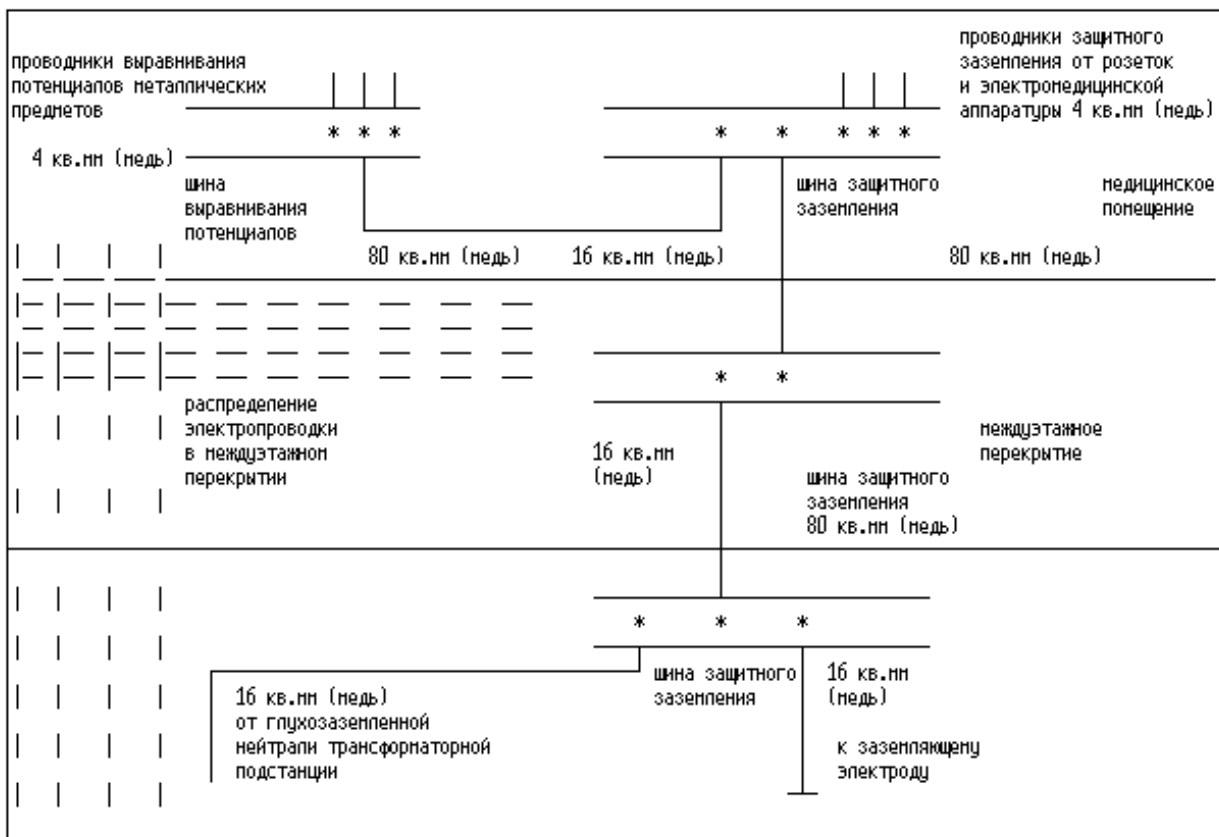 проводники выравнивания
потенциалов металлических
предметов
4 кв.мм (медь)
проводники защитного
заземления от розеток
и электромедицинской
аппаратуры 4 кв.мм (медь)
* * *
* * * * *
шина
выравнивания
потенциалов
шина защитного
заземления
медицинское
помещение
80 кв.мм (медь)
16 кв.мм (медь)
80 кв.мм (медь)
* *
распределение
электропроводки
в междуэтажном
перекрытии
16 кв.мм
(медь)
междуэтажное
перекрытие
шина защитного
заземления
80 кв.мм (медь)
* * *
16 кв.мм (медь)
от глухозаземленной
нейтрали трансформаторной
подстанции
шина защитного
заземления
16 кв.мм
(медь)
к заземляющему
электроду